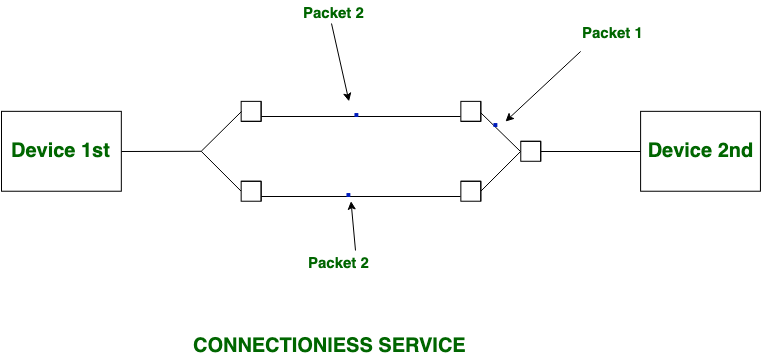 Packet 2
Packet 1
Device 1st
Device 2nd
Packet 2
CONNECTIONIESS SERVICE